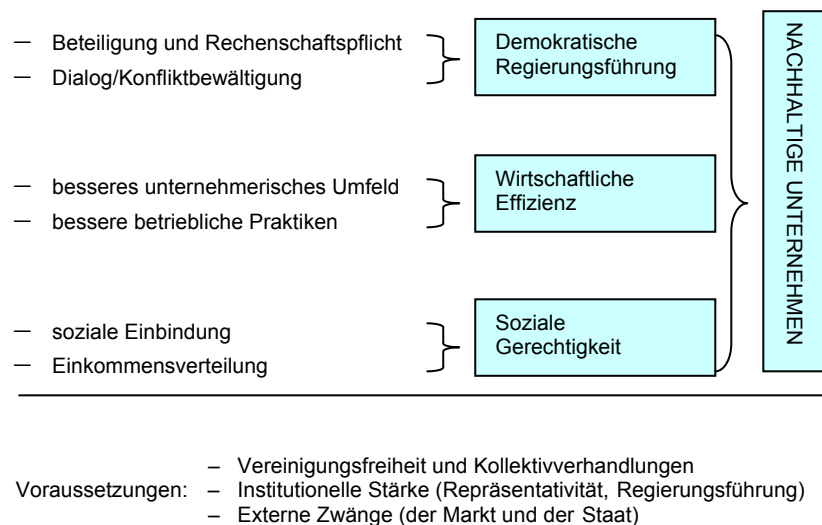 — Beteiligung und Rechenschaftspflicht
— Dialog/Konfliktbewältigung
Demokratische
Regierungsführung
— besseres unternehmerisches Umfeld
— bessere betriebliche Praktiken
Wirtschaftliche
Effizienz
— soziale Einbindung
— Einkommensverteilung
Soziale
Gerechtigkeit
NACHHALTIGE UNTERNEHMEN
– Vereinigungsfreiheit und Kollektivverhandlungen
Voraussetzungen: – Institutionelle Stärke (Repräsentativität, Regierungsführung)
– Externe Zwänge (der Markt und der Staat)